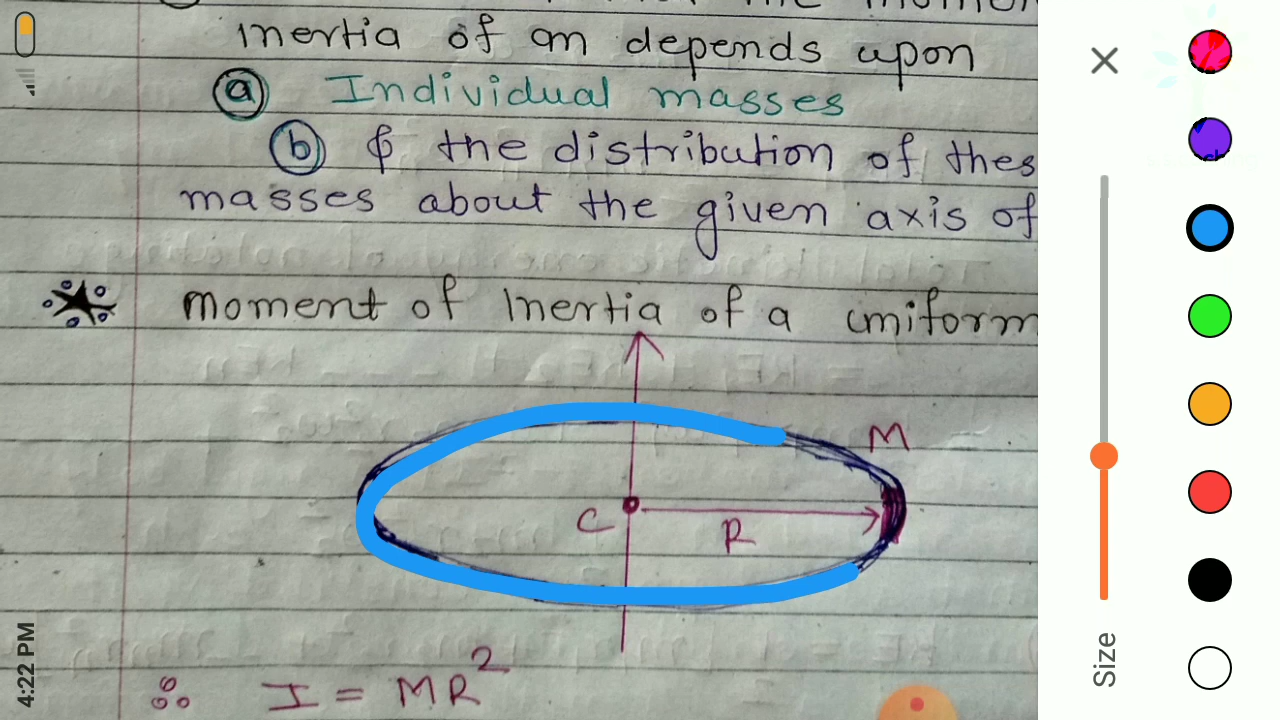 inertia of an depends upon
(a) Individual masses
(b) & the distribution of thes
masses about the given axis of
moment of Inertia of a uniform
M
C
R
∴ I = MR²
Size
4:22 PM